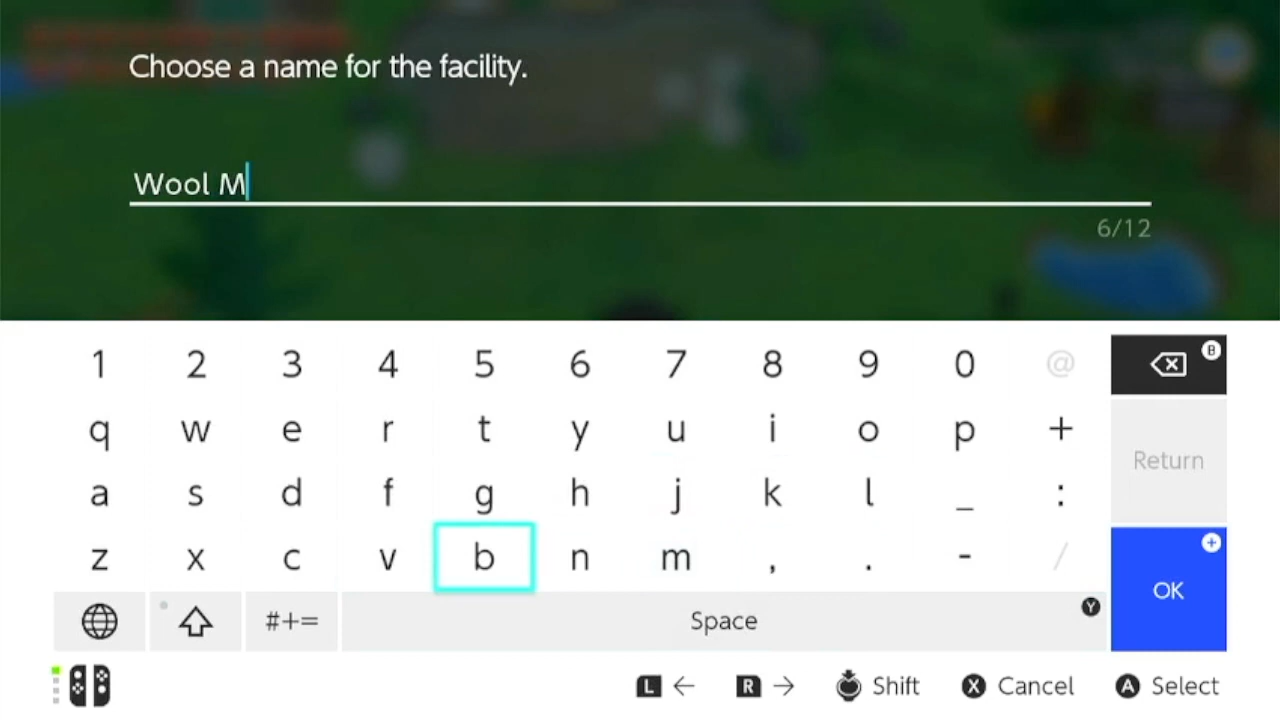 Choose a name for the facility.
Wool M
6/12
1 2 3 4 5 6 7 8 9 0 @
B
q w e r t y u i o p +
Return
a s d f g h j k l _ :
z x c v b n m , . - /
+
OK
#+= Space Y
L ← R → Shift X Cancel A Select